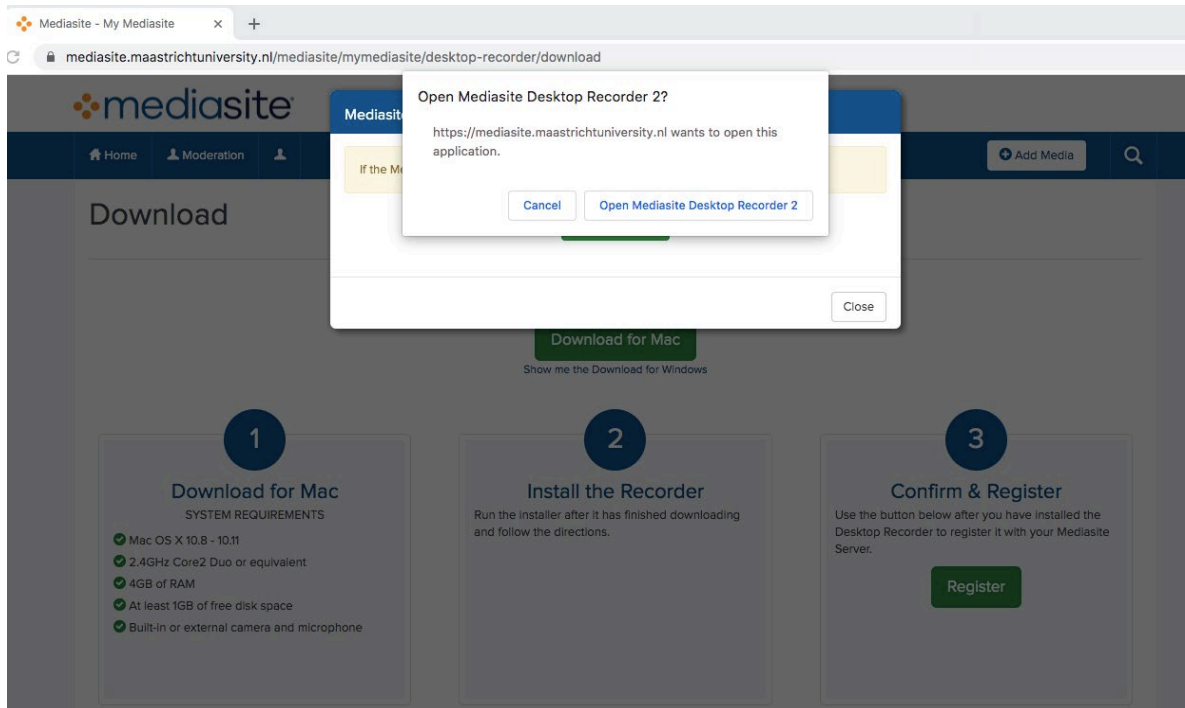 Mediasite - My Mediasite
mediasite.maastrichtuniversity.nl/mediasite/mymediasite/desktop-recorder/download
mediasite
Home Moderation
Add Media
Open Mediasite Desktop Recorder 2?
https://mediasite.maastrichtuniversity.nl wants to open this
application.
Cancel Open Mediasite Desktop Recorder 2
Mediasit
If the Me
Close
Download
Download for Mac
Show me the Download for Windows
1
Download for Mac
SYSTEM REQUIREMENTS
Mac OS X 10.8 - 10.11
2.4GHz Core2 Duo or equivalent
4GB of RAM
At least 1GB of free disk space
Built-in or external camera and microphone
2
Install the Recorder
Run the installer after it has finished downloading
and follow the directions.
3
Confirm & Register
Use the button below after you have installed the
Desktop Recorder to register it with your Mediasite
Server.
Register